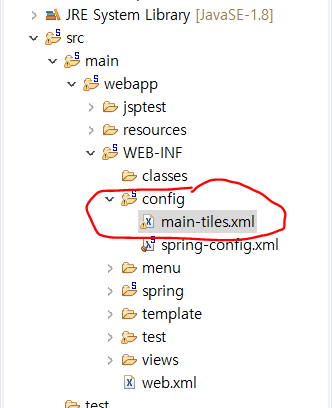 JRE System Library [JavaSE-1.8]
src
main
webapp
jsptest
resources
WEB-INF
classes
config
main-tiles.xml
spring-config.xml
menu
spring
template
test
views
web.xml
test